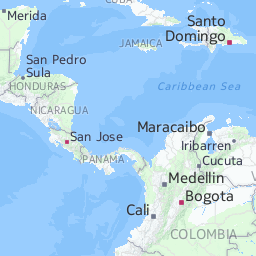 CUBA
Merida
Santo
Domingo
JAMAICA
San Pedro
Sula
HONDURAS
Caribbean Sea
NICARAGUA
San Jose
Maracaibo
Iribarren
Cucuta
PANAMA
Medellin
Bogota
Cali
COLOMBIA